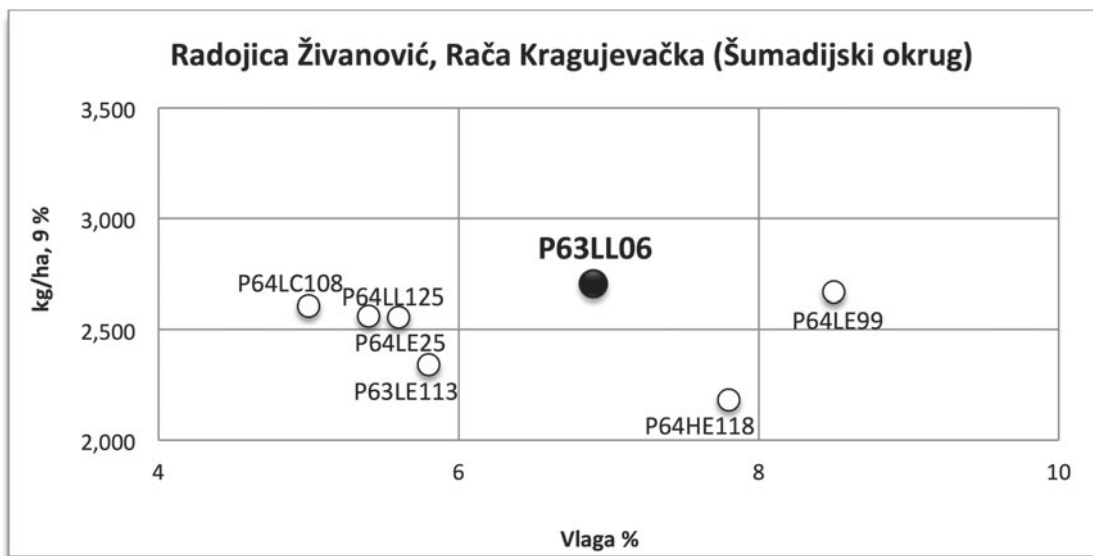 Radojica Živanović, Rača Kragujevačka (Šumadijski okrug)
kg/ha, 9 %
3,500
3,000
2,500
2,000
P63LL06
P64LC108
P64LL125
P64LE25
P63LE113
P64LE99
P64HE118
4
6
8
10
Vlaga %